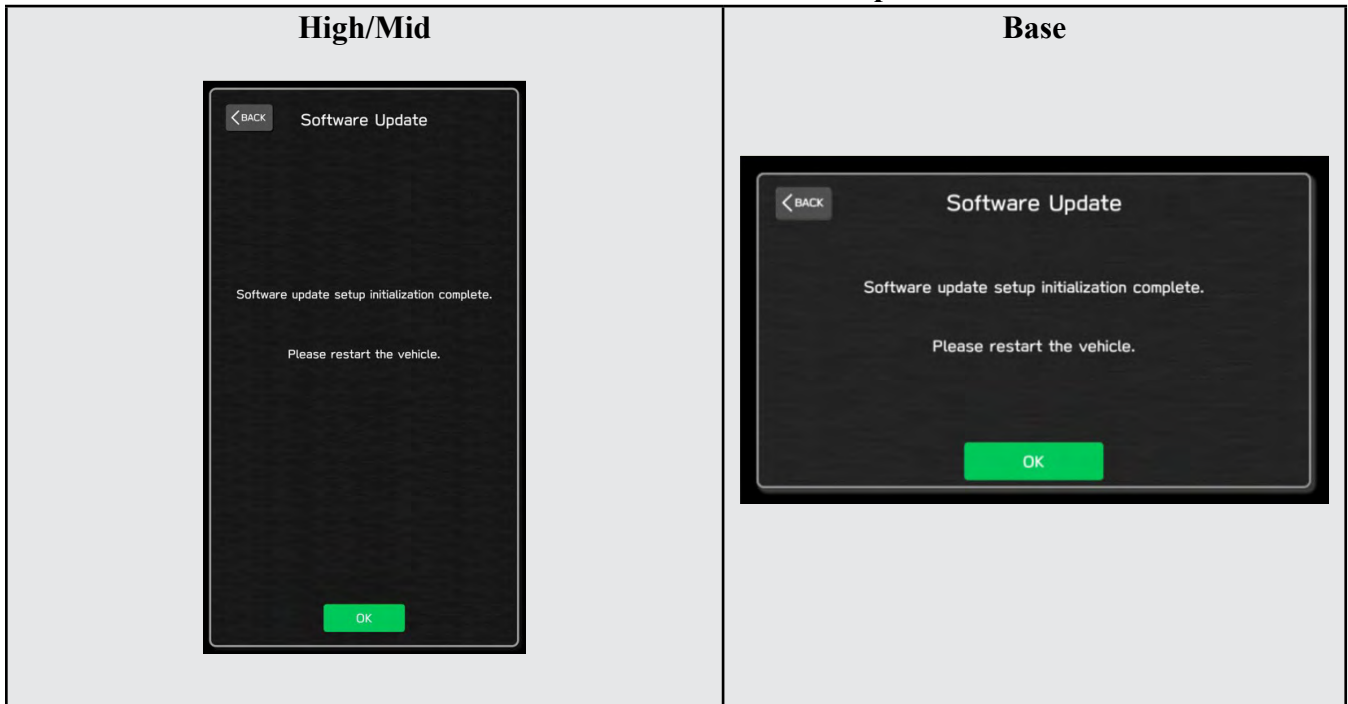 High/Mid
Base
BACK
Software Update
Software update setup initialization complete.
Please restart the vehicle.
OK
BACK
Software Update
Software update setup initialization complete.
Please restart the vehicle.
OK